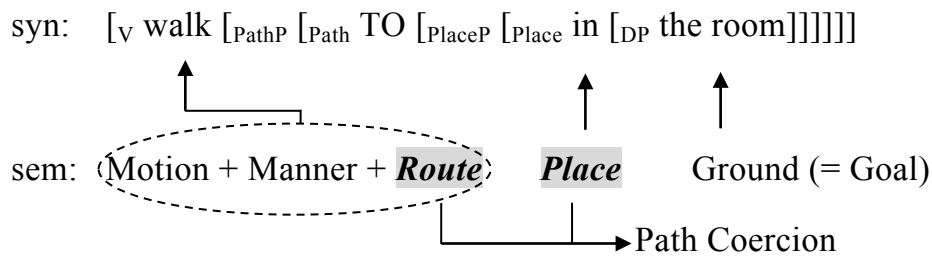 syn: [V walk [PathP [Path TO [PlaceP [Place in [DP the room]]]]]]
sem: Motion + Manner + Route Place Ground (= Goal)
Path Coercion